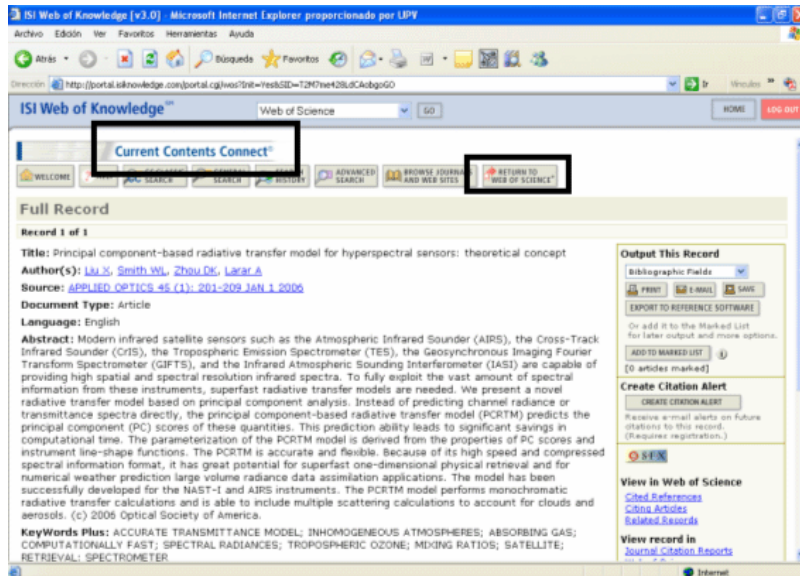 ISI Web of Knowledge [v3.0] - Microsoft Internet Explorer proporcionado por UPV
Archivo Edición Ver Favoritos Herramientas Ayuda
Atrás Búsqueda Favoritos
Dirección http://portal.isiknowledge.com/portal.cgi/wos?Init=Yes&SID= Ir Vínculos
ISI Web of Knowledge Web of Science GO HOME LOG OUT
Current Contents Connect®
WELCOME SEARCH SEARCH HISTORY ADVANCED SEARCH BROWSE JOURNALS AND WEB SITES RETURN TO WEB OF SCIENCE®
Full Record
Record 1 of 1
Title: Principal component-based radiative transfer model for hyperspectral sensors: theoretical concept
Author(s): Liu X, Smith WL, Zhou DK, Larar A
Source: APPLIED OPTICS 45 (1): 201-209 JAN 1 2006
Document Type: Article
Language: English
Abstract: Modern infrared satellite sensors such as the Atmospheric Infrared Sounder (AIRS), the Cross-Track
Infrared Sounder (CrIS), the Tropospheric Emission Spectrometer (TES), the Geosynchronous Imaging Fourier
Transform Spectrometer (GIFTS), and the Infrared Atmospheric Sounding Interferometer (IASI) are capable of
providing high spatial and spectral resolution infrared spectra. To fully exploit the vast amount of spectral
information from these instruments, superfast radiative transfer models are needed. We present a novel
radiative transfer model based on principal component analysis. Instead of predicting channel radiance or
transmittance spectra directly, the principal component-based radiative transfer model (PCRTM) predicts the
principal component (PC) scores of these quantities. This prediction ability leads to significant savings in
computational time. The parameterization of the PCRTM model is derived from the properties of PC scores and
instrument line-shape functions. The PCRTM is accurate and flexible. Because of its high speed and compressed
spectral information format, it has great potential for superfast one-dimensional physical retrieval and for
numerical weather prediction large volume radiance data assimilation applications. The model has been
successfully developed for the NAST-I and AIRS instruments. The PCRTM model performs monochromatic
radiative transfer calculations and is able to include multiple scattering calculations to account for clouds and
aerosols. (c) 2006 Optical Society of America.
KeyWords Plus: ACCURATE TRANSMITTANCE MODEL; INHOMOGENEOUS ATMOSPHERES; ABSORBING GAS;
COMPUTATIONALLY FAST; SPECTRAL RADIANCES; TROPOSPHERIC OZONE; MIXING RATIOS; SATELLITE;
RETRIEVAL; SPECTROMETER
Output This Record
Bibliographic Fields
PRINT E-MAIL SAVE
EXPORT TO REFERENCE SOFTWARE
Or add it to the Marked List
for later output and more options.
ADD TO MARKED LIST
[0 articles marked]
Create Citation Alert
CREATE CITATION ALERT
Receive e-mail alerts on future
citations to this record.
(Requires registration.)
S·F·X
View in Web of Science
Cited References
Citing Articles
Related Records
View record in
Journal Citation Reports
Internet